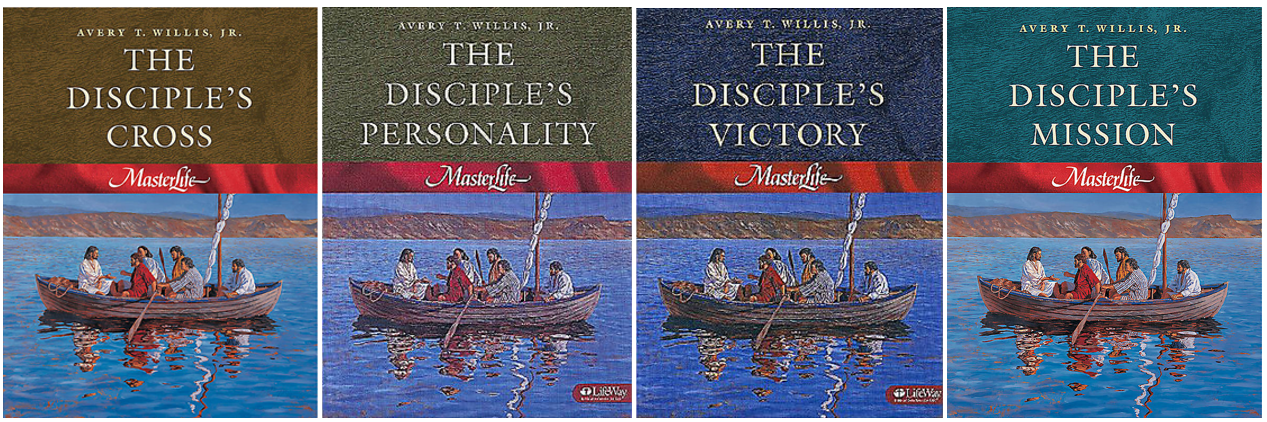 AVERY T. WILLIS, JR.
THE
DISCIPLE'S
CROSS
MasterLife
AVERY T. WILLIS, JR.
THE
DISCIPLE'S
PERSONALITY
MasterLife
LifeWay
AVERY T. WILLIS, JR.
THE
DISCIPLE'S
VICTORY
MasterLife
LifeWay
AVERY T. WILLIS, JR.
THE
DISCIPLE'S
MISSION
MasterLife